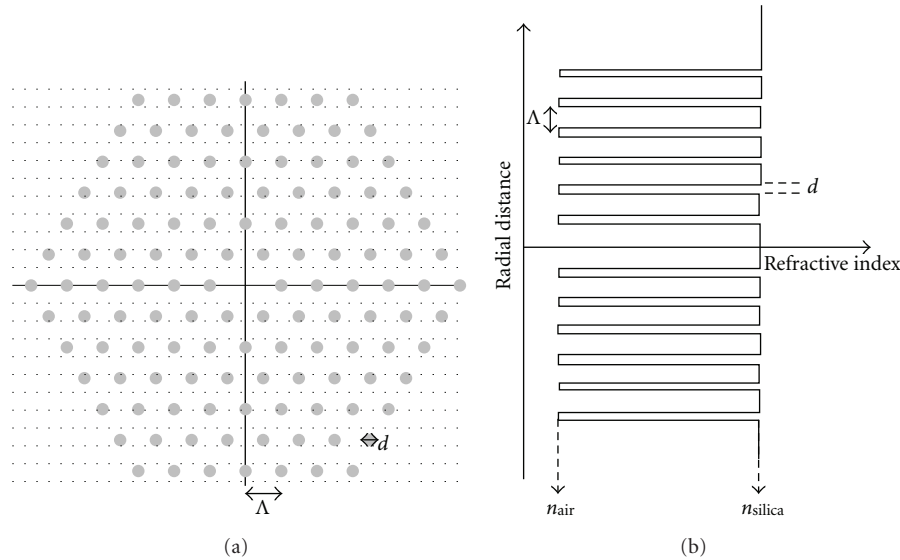 d
Λ
(a)
Radial distance
Λ
d
Refractive index
nair
nsilica
(b)